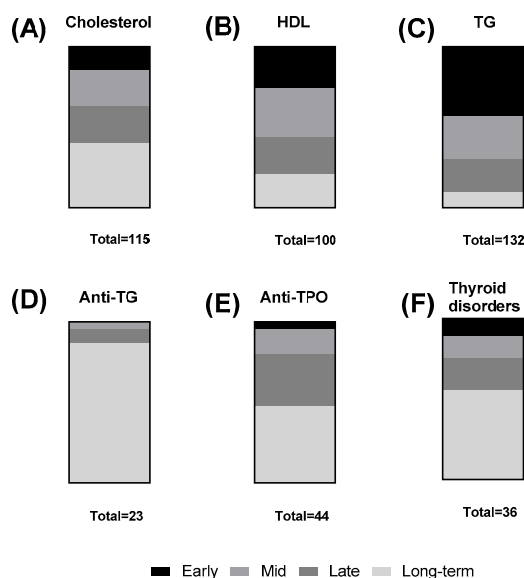 (A) Cholesterol
(B) HDL
(C) TG
Total=115
Total=100
Total=132
(D) Anti-TG
(E) Anti-TPO
(F) Thyroid
disorders
Total=23
Total=44
Total=36
Early Mid Late Long-term